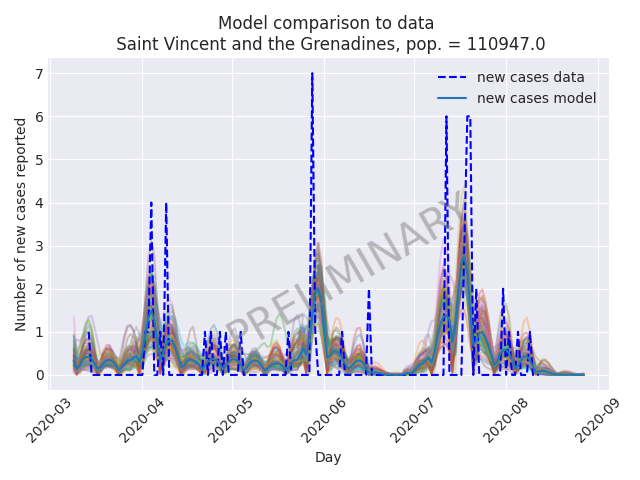 Model comparison to data
Saint Vincent and the Grenadines, pop. = 110947.0
new cases data
new cases model
PRELIMINARY
Number of new cases reported
7
6
5
4
3
2
1
0
2020-03
2020-04
2020-05
2020-06
2020-07
2020-08
2020-09
Day